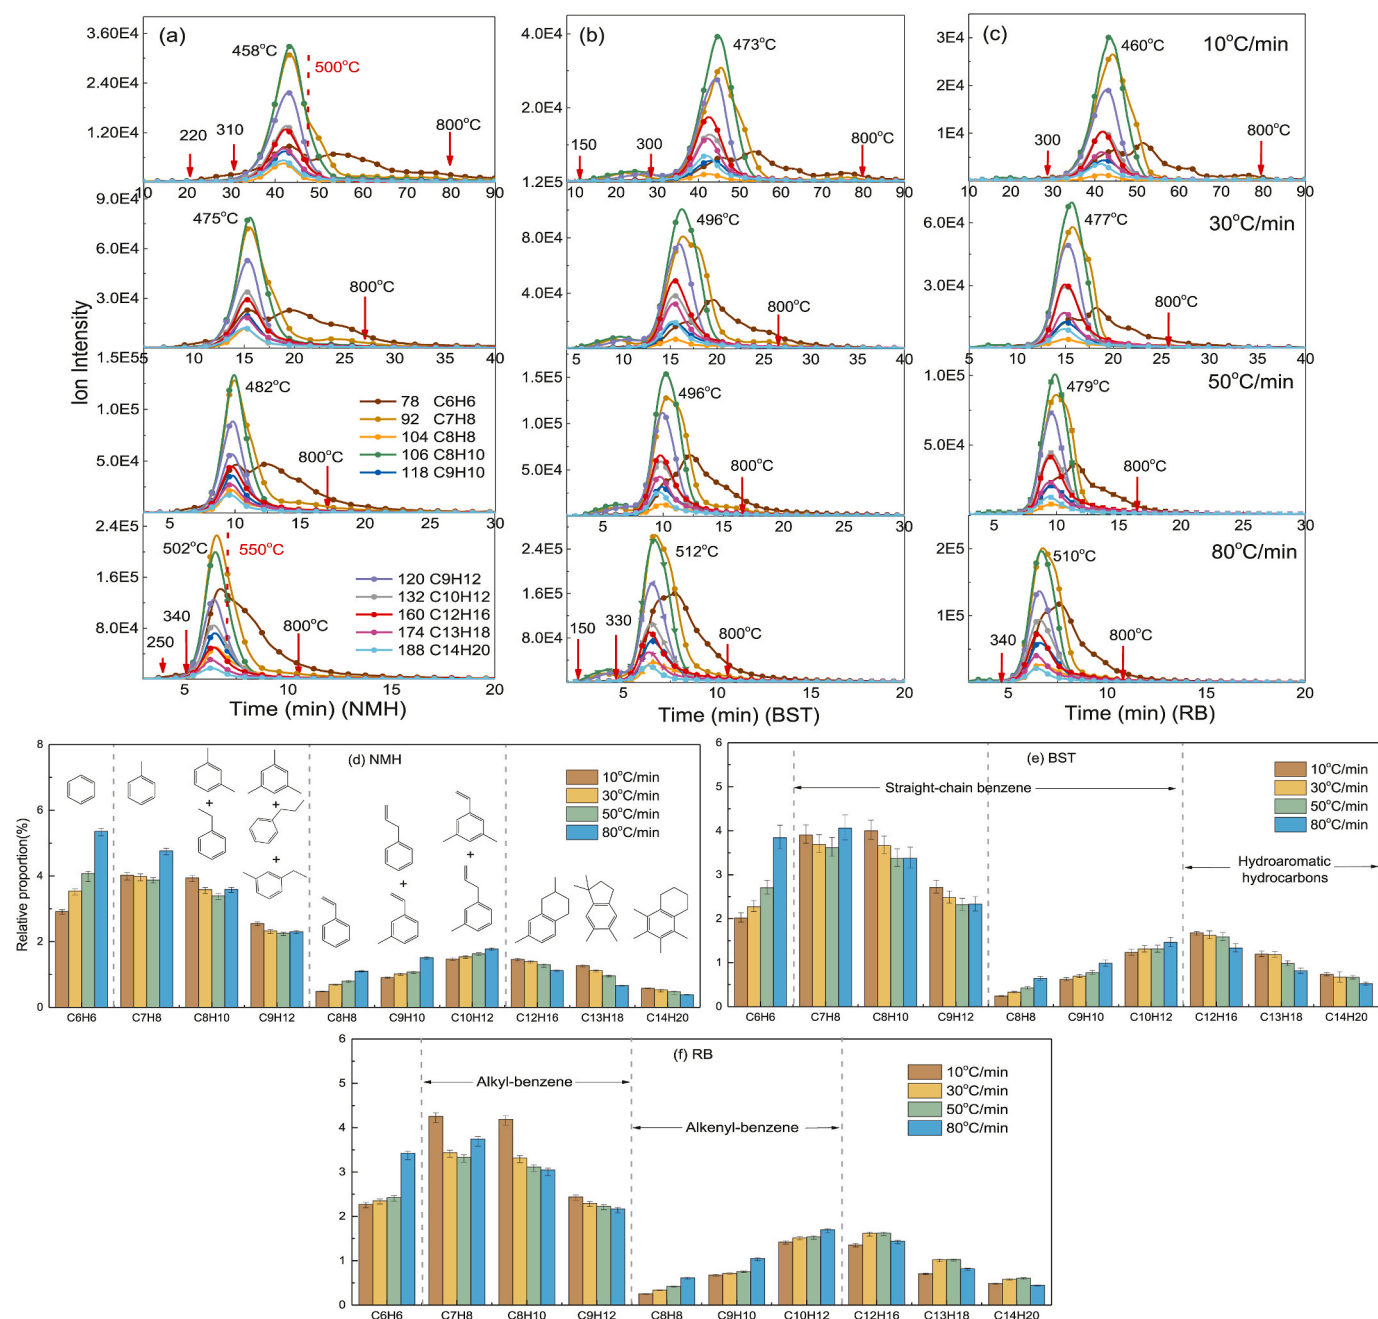 (a)
3.60E4
2.40E4
1.20E4
458°C
500°C
220
310
800°C
10 20 30 40 50 60 70 80 90
(b)
4.0E4
2.0E4
1.2E5
473°C
150
300
800°C
10 20 30 40 50 60 70 80 90
(c)
10°C/min
3E4
2E4
1E4
460°C
300
800°C
10 20 30 40 50 60 70 80 90
Ion Intensity
9.0E4
6.0E4
3.0E4
475°C
800°C
5 10 15 20 25 30 35 40
8.0E4
4.0E4
496°C
800°C
5 10 15 20 25 30 35 40
30°C/min
6.0E4
3.0E4
477°C
800°C
5 10 15 20 25 30 35 40
1.5E5
1.0E5
5.0E4
482°C
800°C
78 C6H6
92 C7H8
104 C8H8
106 C8H10
118 C9H10
5 10 15 20 25 30
1.5E5
1.0E5
5.0E4
496°C
800°C
5 10 15 20 25 30
50°C/min
1.0E5
5.0E4
479°C
800°C
5 10 15 20 25 30
2.4E5
1.6E5
8.0E4
502°C
550°C
340
250
800°C
120 C9H12
132 C10H12
160 C12H16
174 C13H18
188 C14H20
5 10 15 20
Time (min) (NMH)
2.4E5
1.6E5
8.0E4
512°C
150
330
800°C
5 10 15 20
Time (min) (BST)
80°C/min
2E5
1E5
510°C
340
800°C
5 10 15 20
Time (min) (RB)
(d) NMH
Relative proportion(%)
8
6
4
2
0
+
+
+
+
+
10°C/min
30°C/min
50°C/min
80°C/min
C6H6 C7H8 C8H10 C9H12 C8H8 C9H10 C10H12 C12H16 C13H18 C14H20
(e) BST
6
5
4
3
2
1
0
Straight-chain benzene
Hydroaromatic
hydrocarbons
10°C/min
30°C/min
50°C/min
80°C/min
C6H6 C7H8 C8H10 C9H12 C8H8 C9H10 C10H12 C12H16 C13H18 C14H20
(f) RB
6
5
4
3
2
1
0
Alkyl-benzene
Alkenyl-benzene
10°C/min
30°C/min
50°C/min
80°C/min
C6H6 C7H8 C8H10 C9H12 C8H8 C9H10 C10H12 C12H16 C13H18 C14H20